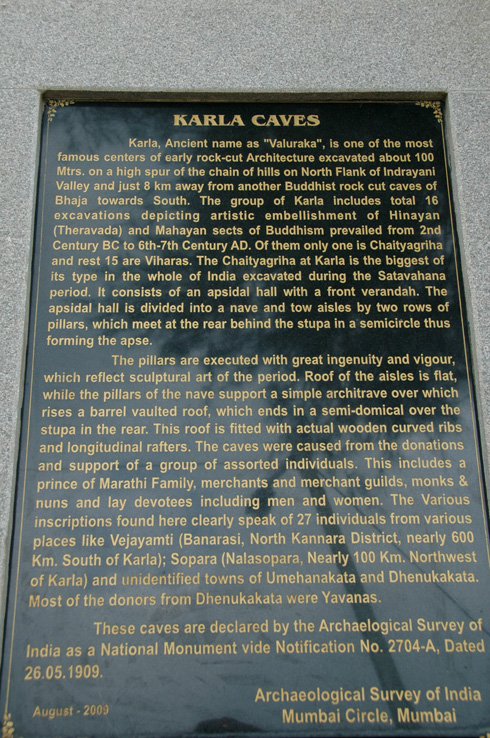 KARLA CAVES
Karla, Ancient name as "Valuraka", is one of the most
famous centers of early rock-cut Architecture excavated about 100
Mtrs. on a high spur of the chain of hills on North Flank of Indrayani
Valley and just 8 km away from another Buddhist rock cut caves of
Bhaja towards South. The group of Karla includes total 16
excavations depicting artistic embellishment of Hinayan
(Theravada) and Mahayan sects of Buddhism prevailed from 2nd
Century BC to 6th-7th Century AD. Of them only one is Chaityagriha
and rest 15 are Viharas. The Chaityagriha at Karla is the biggest of
its type in the whole of India excavated during the Satavahana
period. It consists of an apsidal hall with a front verandah. The
apsidal hall is divided into a nave and tow aisles by two rows of
pillars, which meet at the rear behind the stupa in a semicircle thus
forming the apse.
The pillars are executed with great ingenuity and vigour,
which reflect sculptural art of the period. Roof of the aisles is flat,
while the pillars of the nave support a simple architrave over which
rises a barrel vaulted roof, which ends in a semi-domical over the
stupa in the rear. This roof is fitted with actual wooden curved ribs
and longitudinal rafters. The caves were caused from the donations
and support of a group of assorted individuals. This includes a
prince of Marathi Family, merchants and merchant guilds, monks &
nuns and lay devotees including men and women. The Various
inscriptions found here clearly speak of 27 individuals from various
places like Vejayamti (Banarasi, North Kannara District, nearly 600
Km. South of Karla); Sopara (Nalasopara, Nearly 100 Km. Northwest
of Karla) and unidentified towns of Umehanakata and Dhenukakata.
Most of the donors from Dhenukakata were Yavanas.
These caves are declared by the Archaelogical Survey of
India as a National Monument vide Notification No. 2704-A, Dated
26.05.1909.
Archaeological Survey of India
August - 2009
Mumbai Circle, Mumbai